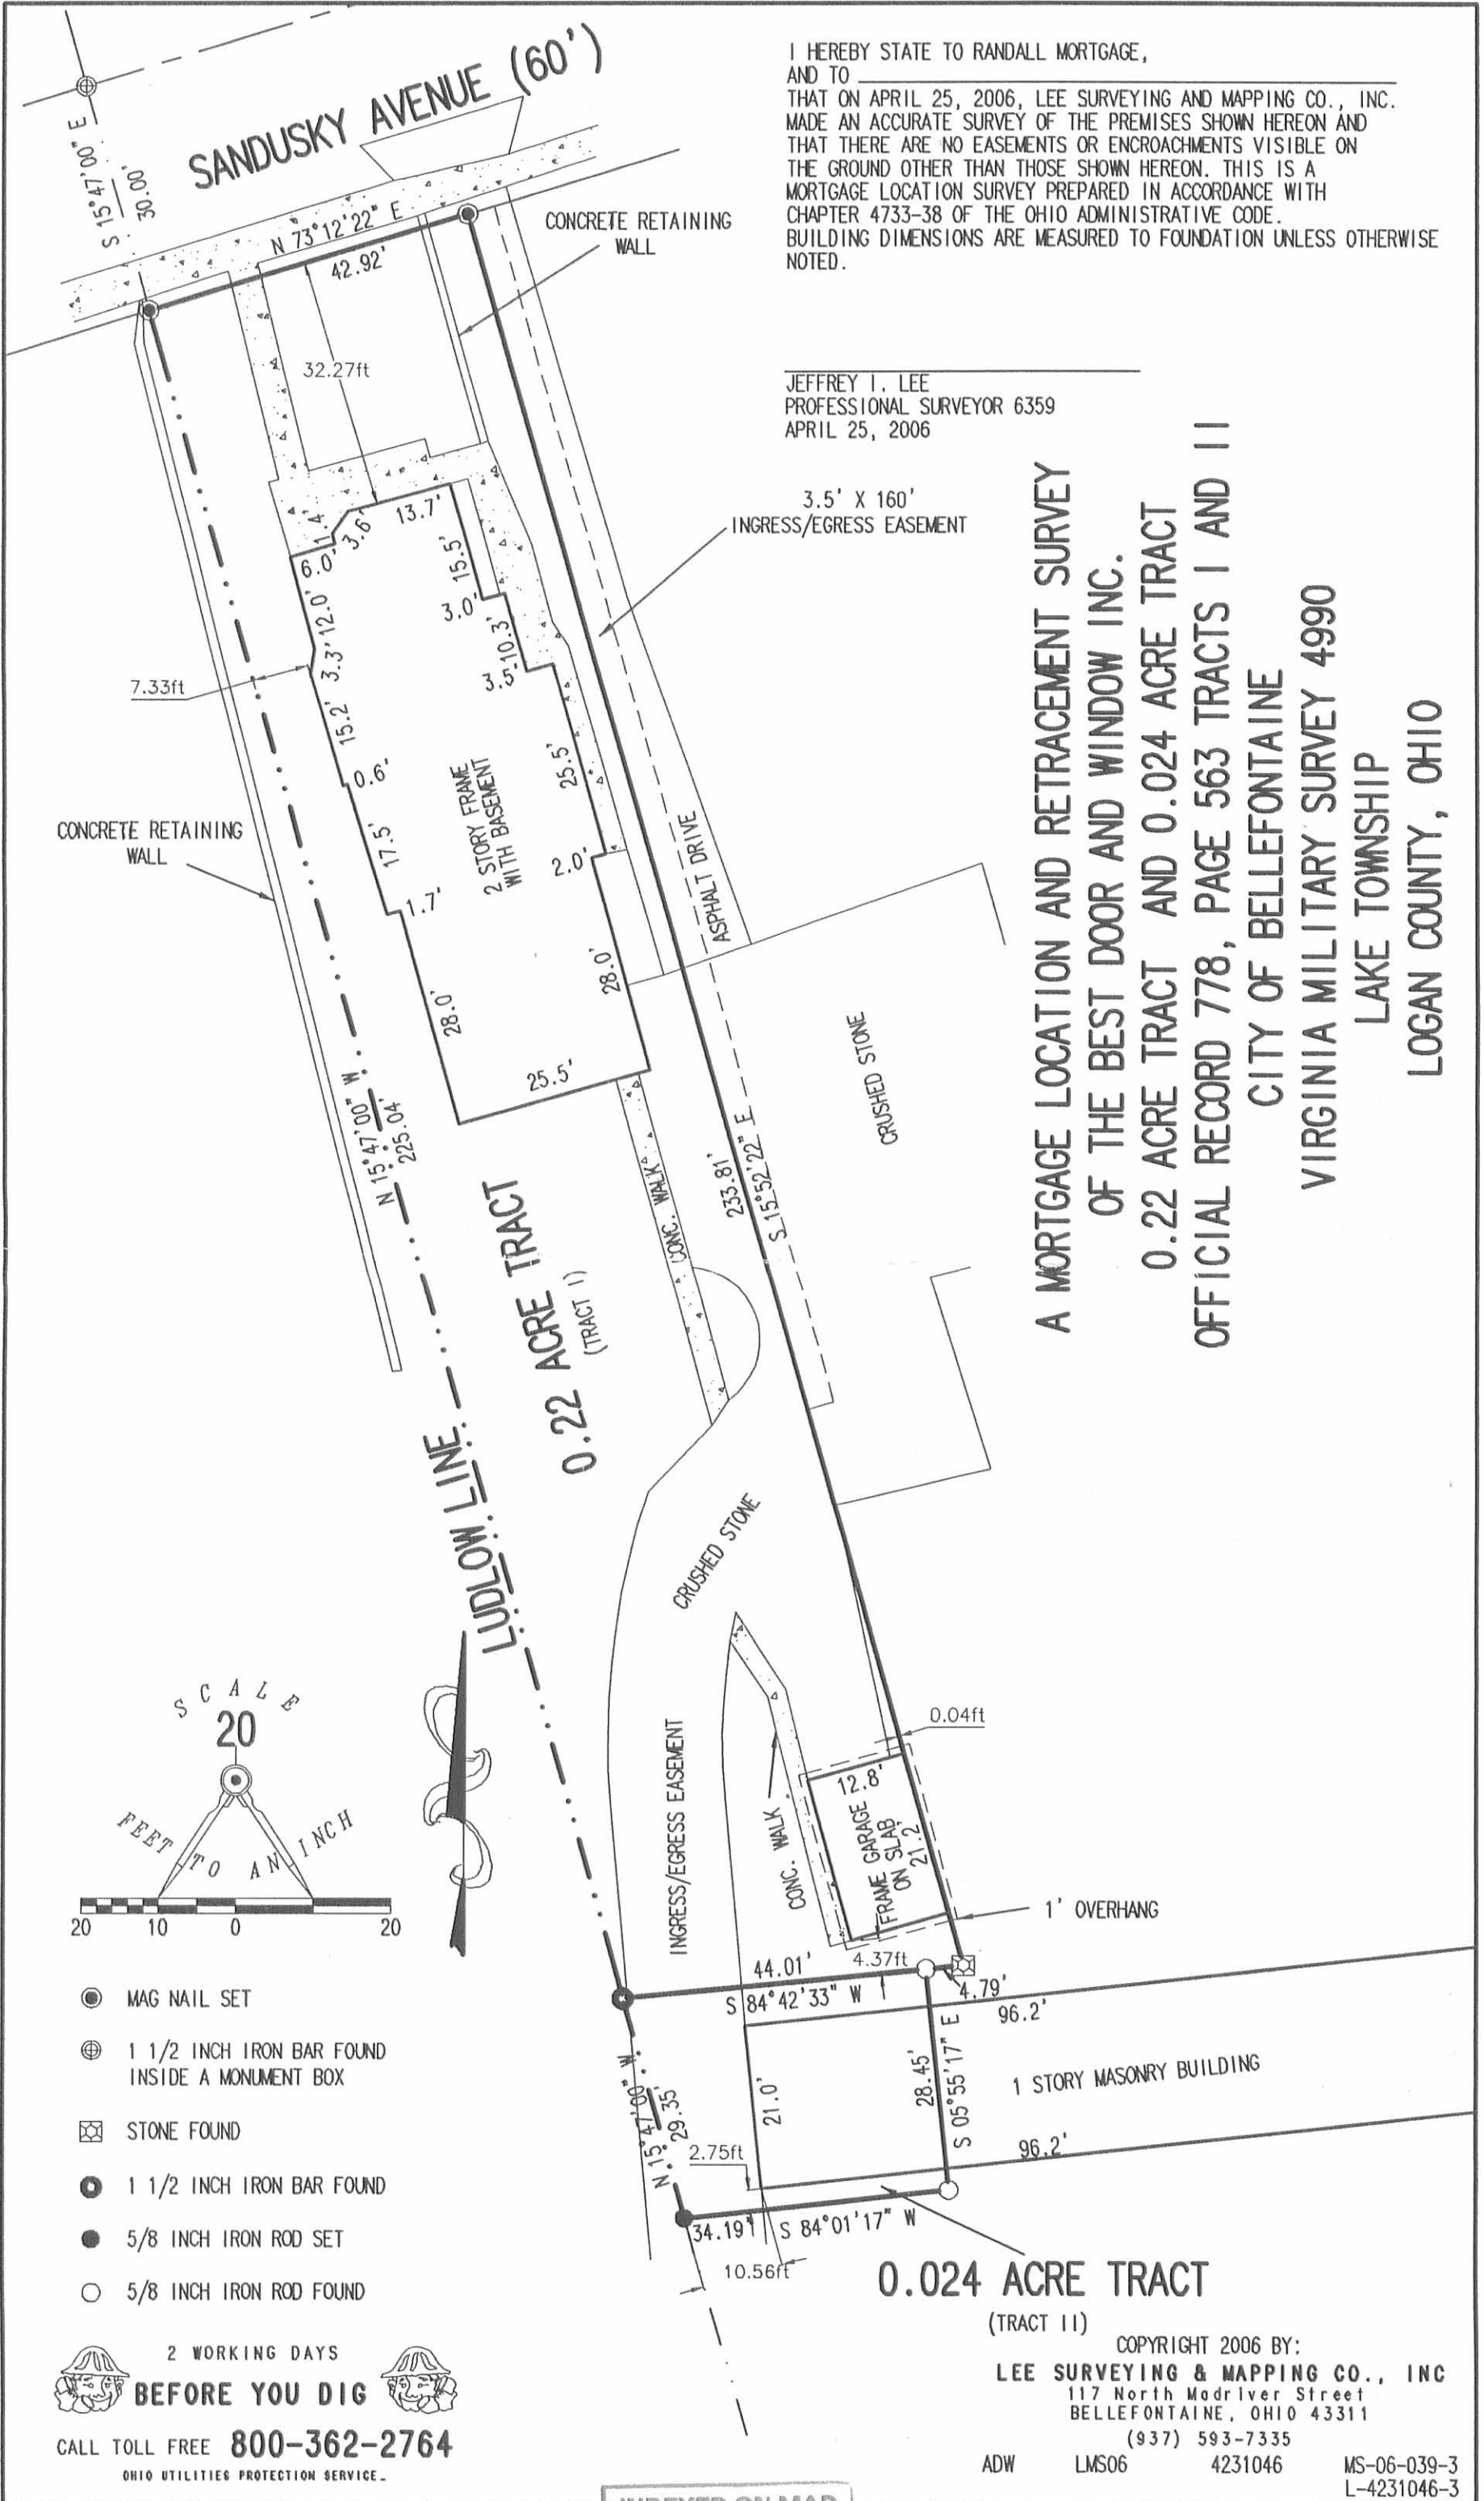 I HEREBY STATE TO RANDALL MORTGAGE,
AND TO
THAT ON APRIL 25, 2006, LEE SURVEYING AND MAPPING CO., INC.
MADE AN ACCURATE SURVEY OF THE PREMISES SHOWN HEREON AND
THAT THERE ARE NO EASEMENTS OR ENCROACHMENTS VISIBLE ON
THE GROUND OTHER THAN THOSE SHOWN HEREON. THIS IS A
MORTGAGE LOCATION SURVEY PREPARED IN ACCORDANCE WITH
CHAPTER 4733-38 OF THE OHIO ADMINISTRATIVE CODE.
BUILDING DIMENSIONS ARE MEASURED TO FOUNDATION UNLESS OTHERWISE
NOTED.
JEFFREY I. LEE
PROFESSIONAL SURVEYOR 6359
APRIL 25, 2006
SANDUSKY AVENUE (60')
S 15°47'00" E
30.00'
N 73°12'22" E
42.92'
CONCRETE RETAINING
WALL
32.27ft
3.5' X 160'
INGRESS/EGRESS EASEMENT
1.4'
3.6'
13.7'
6.0'
15.5'
12.0'
3.0'
3.3'
10.3'
3.5'
7.33ft
15.2'
0.6'
25.5'
2 STORY FRAME
WITH BASEMENT
CONCRETE RETAINING
WALL
17.5'
2.0'
1.7'
ASPHALT DRIVE
28.0'
28.0'
25.5'
CRUSHED STONE
N 15°47'00" W
225.04'
CONC. WALK
233.81'
S 15°52'22" E
0.22 ACRE TRACT
(TRACT I)
LUDLOW LINE
CRUSHED STONE
A MORTGAGE LOCATION AND RETRACEMENT SURVEY
OF THE BEST DOOR AND WINDOW INC.
0.22 ACRE TRACT AND 0.024 ACRE TRACT
OFFICIAL RECORD 778, PAGE 563 TRACTS I AND II
CITY OF BELLEFONTAINE
VIRGINIA MILITARY SURVEY 4990
LAKE TOWNSHIP
LOGAN COUNTY, OHIO
SCALE
20
FEET TO AN INCH
20 10 0 20
0.04ft
12.8'
INGRESS/EGRESS EASEMENT
CONC. WALK
FRAME GARAGE
ON SLAB
21.2'
1' OVERHANG
44.01'
4.37ft
S 84°42'33" W
4.79'
96.2'
N 15°47'00" W
29.35'
21.0'
28.45'
S 05°55'17" E
1 STORY MASONRY BUILDING
2.75ft
96.2'
34.19'
S 84°01'17" W
10.56ft
0.024 ACRE TRACT
(TRACT II)
MAG NAIL SET
1 1/2 INCH IRON BAR FOUND
INSIDE A MONUMENT BOX
STONE FOUND
1 1/2 INCH IRON BAR FOUND
5/8 INCH IRON ROD SET
5/8 INCH IRON ROD FOUND
2 WORKING DAYS
BEFORE YOU DIG
CALL TOLL FREE 800-362-2764
OHIO UTILITIES PROTECTION SERVICE
COPYRIGHT 2006 BY:
LEE SURVEYING & MAPPING CO., INC
117 North Madriver Street
BELLEFONTAINE, OHIO 43311
(937) 593-7335
ADW LMS06 4231046 MS-06-039-3
L-4231046-3
INDEXED ON MAP